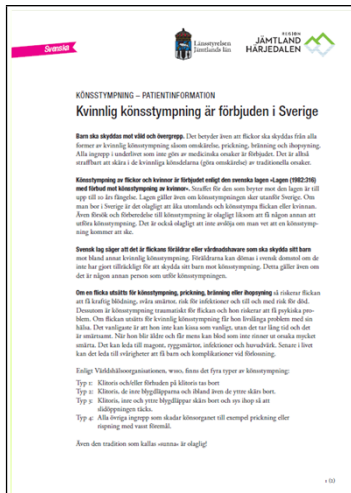 Svenska
Länsstyrelsen
Jämtlands län
REGION
JÄMTLAND
HÄRJEDALEN
KÖNSSTYMPNING – PATIENTINFORMATION
Kvinnlig könsstympning är förbjuden i Sverige
Barn ska skyddas mot våld och övergrepp. Det betyder även att flickor ska skyddas från alla
former av kvinnlig könsstympning såsom omskärelse, prickning, bränning och ihopsyning.
Alla ingrepp i underlivet som inte görs av medicinska orsaker är förbjudet. Det är alltså
straffbart att skära i de kvinnliga könsdelarna (göra omskärelse) av traditionella orsaker.
Könsstympning av flickor och kvinnor är förbjudet enligt den svenska lagen »Lagen (1982:316)
med förbud mot könsstympning av kvinnor«. Straffet för den som bryter mot den lagen är till
upp till 10 års fängelse. Lagen gäller även om könsstympningen sker utanför Sverige. Om
man bor i Sverige är det olagligt att åka utomlands och könsstympa flickan eller kvinnan.
Även försök och förberedelse till könsstympning är olagligt liksom att få någon annan att
utföra könsstympning. Det är också olagligt att inte avslöja om man vet att en könsstymp-
ning kommer att ske.
Svensk lag säger att det är flickans föräldrar eller vårdnadshavare som ska skydda sitt barn
mot bland annat kvinnlig könsstympning. Föräldrarna kan dömas i svensk domstol om de
inte har gjort tillräckligt för att skydda sitt barn mot könsstympning. Detta gäller även om
det är någon annan person som utför könsstympningen.
Om en flicka utsätts för könsstympning, prickning, bränning eller ihopsyning så riskerar flickan
att få kraftig blödning, svåra smärtor, risk för infektioner och till och med risk för död.
Dessutom är könsstympning traumatiskt för flickan och hon riskerar att få psykiska pro-
blem. Om flickan utsätts för kvinnlig könsstympning får hon livslånga problem med sin
hälsa. Det vanligaste är att hon inte kan kissa som vanligt, utan det tar lång tid och det
är smärtsamt. När hon blir äldre och får mens kan blod som inte rinner ut orsaka mycket
smärta. Det kan leda till magont, ryggsmärtor, infektioner och huvudvärk. Senare i livet
kan det leda till svårigheter att få barn och komplikationer vid förlossning.
Enligt Världshälsoorganisationen, WHO, finns det fyra typer av könsstympning:
Typ 1: Klitoris och/eller förhuden på klitoris tas bort
Typ 2: Klitoris, de inre blygdläpparna och ibland även de yttre skärs bort.
Typ 3: Klitoris, inre och yttre blygdläppar skärs bort och sys ihop så att
slidöppningen täcks.
Typ 4: Alla övriga ingrepp som skadar könsorganet till exempel prickning eller
rispning med vasst föremål.
Även den tradition som kallas »sunna« är olaglig!